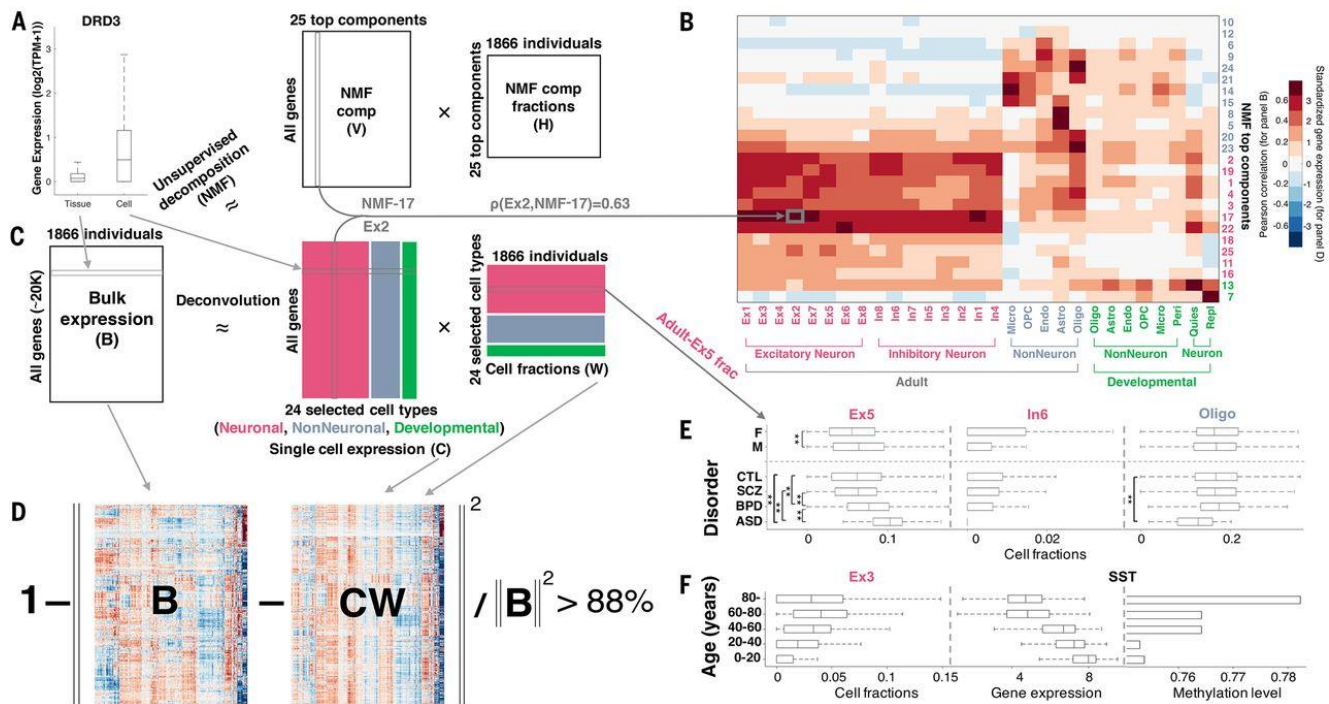 A
DRD3
Gene Expression (log2(TPM+1))
3
2
1
0
Tissue
Cell
Unsupervised
decomposition
(NMF)
≈
25 top components
All genes
NMF
comp
(V)
×
1866 individuals
25 top components
NMF comp
fractions
(H)
NMF-17
Ex2
ρ(Ex2,NMF-17)=0.63
B
10
12
6
9
24
21
14
15
8
5
20
23
2
19
1
4
3
17
22
18
25
11
16
13
7
NMF top components
Pearson correlation (for panel B)
0.6
0.4
0.2
0
-0.2
-0.4
-0.6
Standardized gene expression (for panel D)
3
2
1
0
-1
-2
-3
Ex1
Ex3
Ex4
Ex2
Ex7
Ex5
Ex6
Ex8
In8
In6
In7
In5
In3
In2
In1
In4
Micro
OPC
Endo
Astro
Oligo
Oligo
Astro
Endo
OPC
Micro
Peri
Quies
Repl
Excitatory Neuron
Inhibitory Neuron
NonNeuron
NonNeuron
Neuron
Adult
Developmental
C
1866 individuals
All genes (~20K)
Bulk
expression
(B)
Deconvolution
≈
All genes
24 selected cell types
(Neuronal, NonNeuronal, Developmental)
Single cell expression (C)
×
1866 individuals
24 selected cell types
Cell fractions (W)
Adult-Ex5 frac
D
1 – B – CW 2 / B 2 > 88%
E
Ex5
In6
Oligo
F
M
**
Disorder
CTL
SCZ
BPD
ASD
**
**
**
**
**
**
0
0.1
0
0.02
0
0.2
Cell fractions
F
Ex3
SST
Age (years)
80-
60-80
40-60
20-40
0-20
0
0.05
0.1
0.15
4
8
0.76
0.77
0.78
Cell fractions
Gene expression
Methylation level